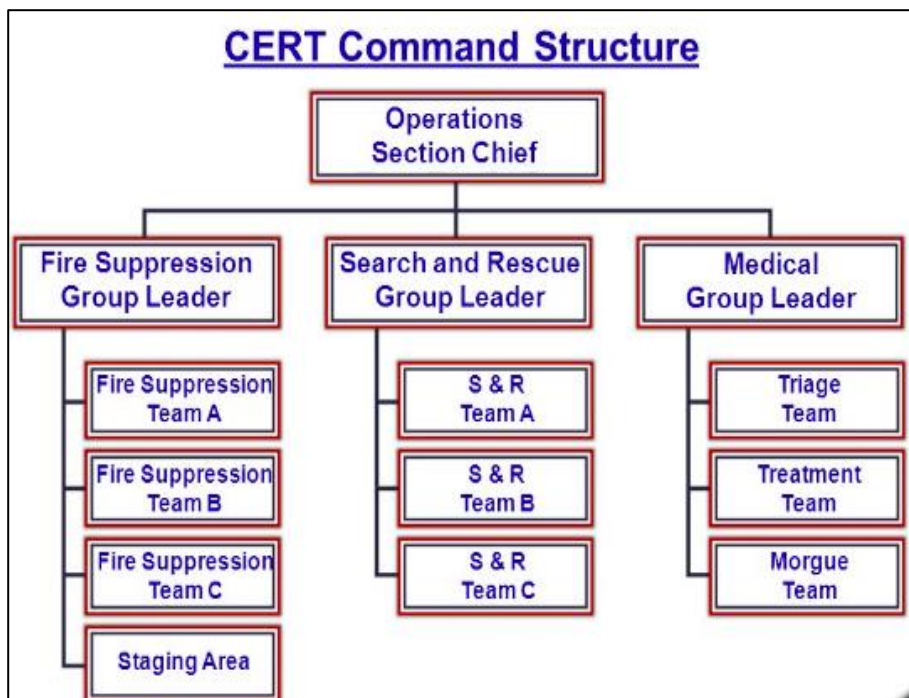 CERT Command Structure
Operations
Section Chief
Fire Suppression
Group Leader
Search and Rescue
Group Leader
Medical
Group Leader
Fire Suppression
Team A
Fire Suppression
Team B
Fire Suppression
Team C
Staging Area
S & R
Team A
S & R
Team B
S & R
Team C
Triage
Team
Treatment
Team
Morgue
Team